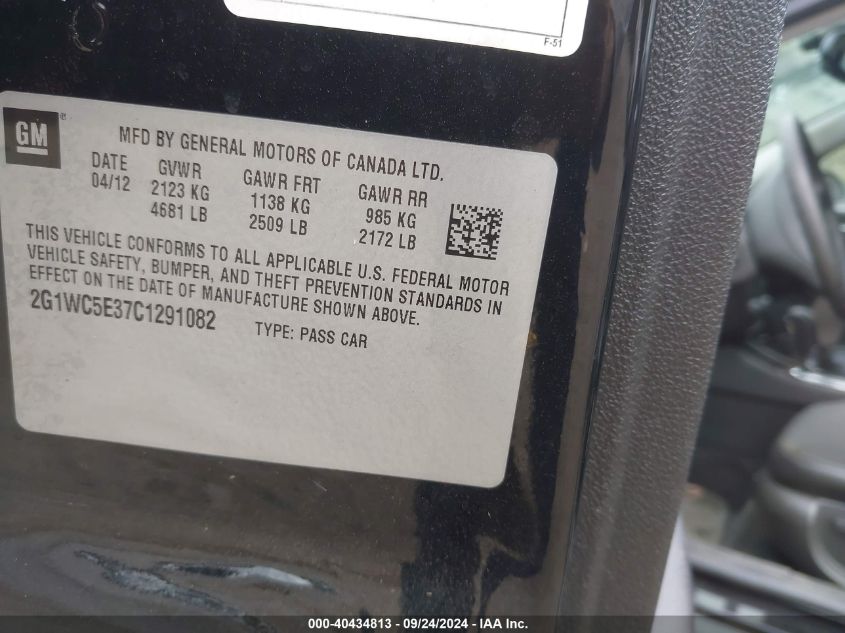 F-51
GM®
MFD BY GENERAL MOTORS OF CANADA LTD.
DATE GVWR GAWR FRT GAWR RR
04/12 2123 KG 1138 KG 985 KG
4681 LB 2509 LB 2172 LB
THIS VEHICLE CONFORMS TO ALL APPLICABLE U.S. FEDERAL MOTOR
VEHICLE SAFETY, BUMPER, AND THEFT PREVENTION STANDARDS IN
EFFECT ON THE DATE OF MANUFACTURE SHOWN ABOVE.
2G1WC5E37C1291082 TYPE: PASS CAR
000-40434813 - 09/24/2024 - IAA Inc.